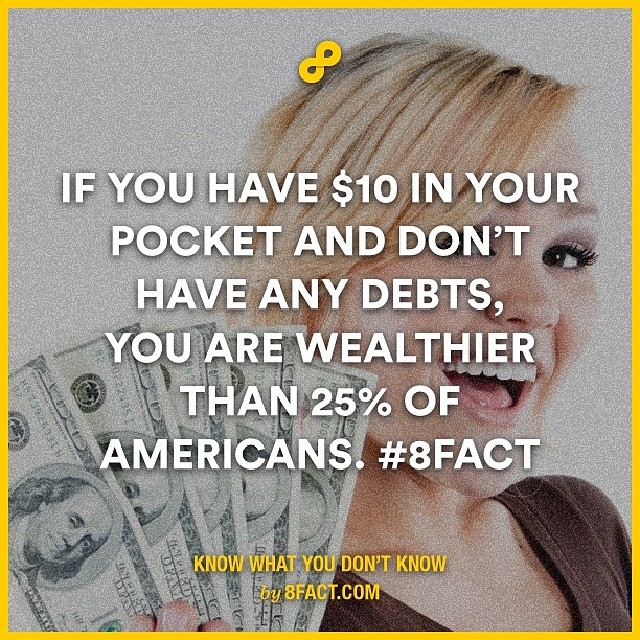 IF YOU HAVE $10 IN YOUR
POCKET AND DON'T
HAVE ANY DEBTS,
YOU ARE WEALTHIER
THAN 25% OF
AMERICANS. #8FACT
KNOW WHAT YOU DON'T KNOW
by 8FACT.COM